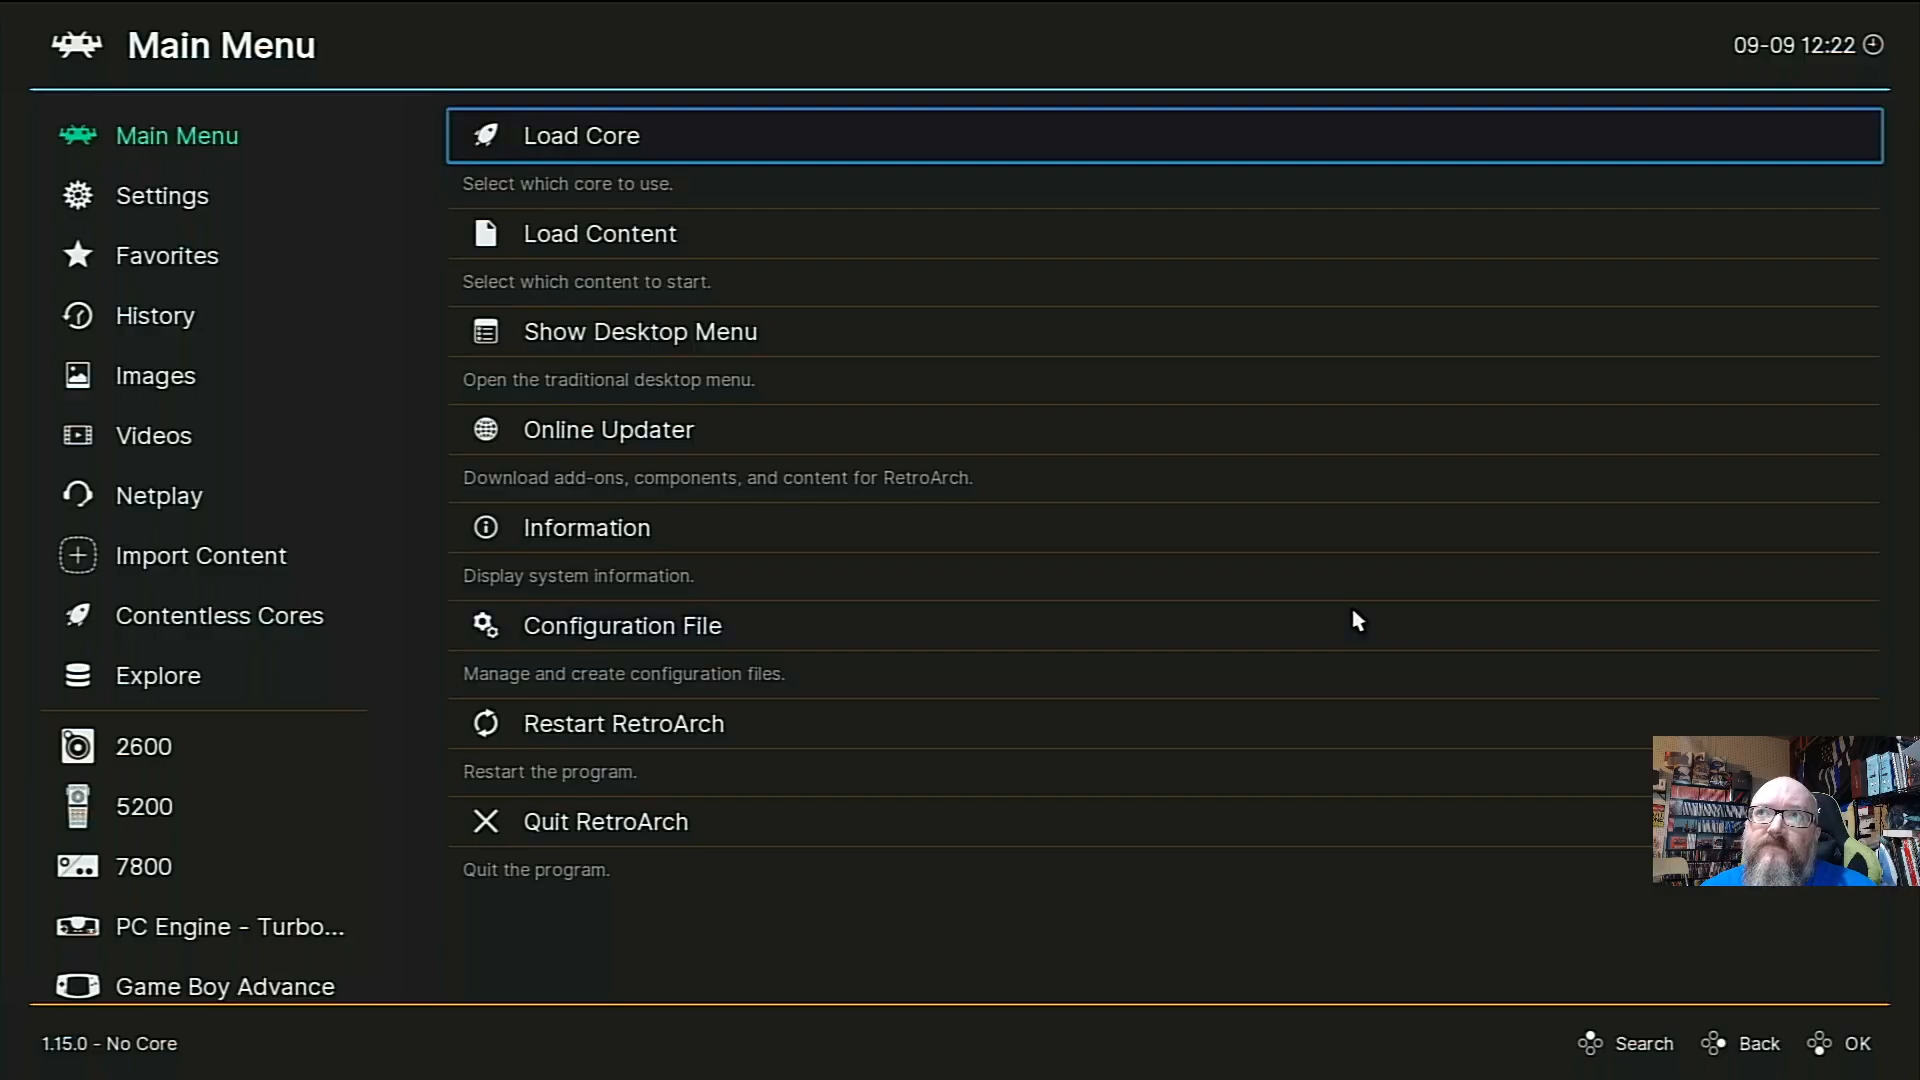 Main Menu
09-09 12:22
Main Menu
Settings
Favorites
History
Images
Videos
Netplay
Import Content
Contentless Cores
Explore
2600
5200
7800
PC Engine - Turbo...
Game Boy Advance
Load Core
Select which core to use.
Load Content
Select which content to start.
Show Desktop Menu
Open the traditional desktop menu.
Online Updater
Download add-ons, components, and content for RetroArch.
Information
Display system information.
Configuration File
Manage and create configuration files.
Restart RetroArch
Restart the program.
Quit RetroArch
Quit the program.
1.15.0 - No Core
Search
Back
OK